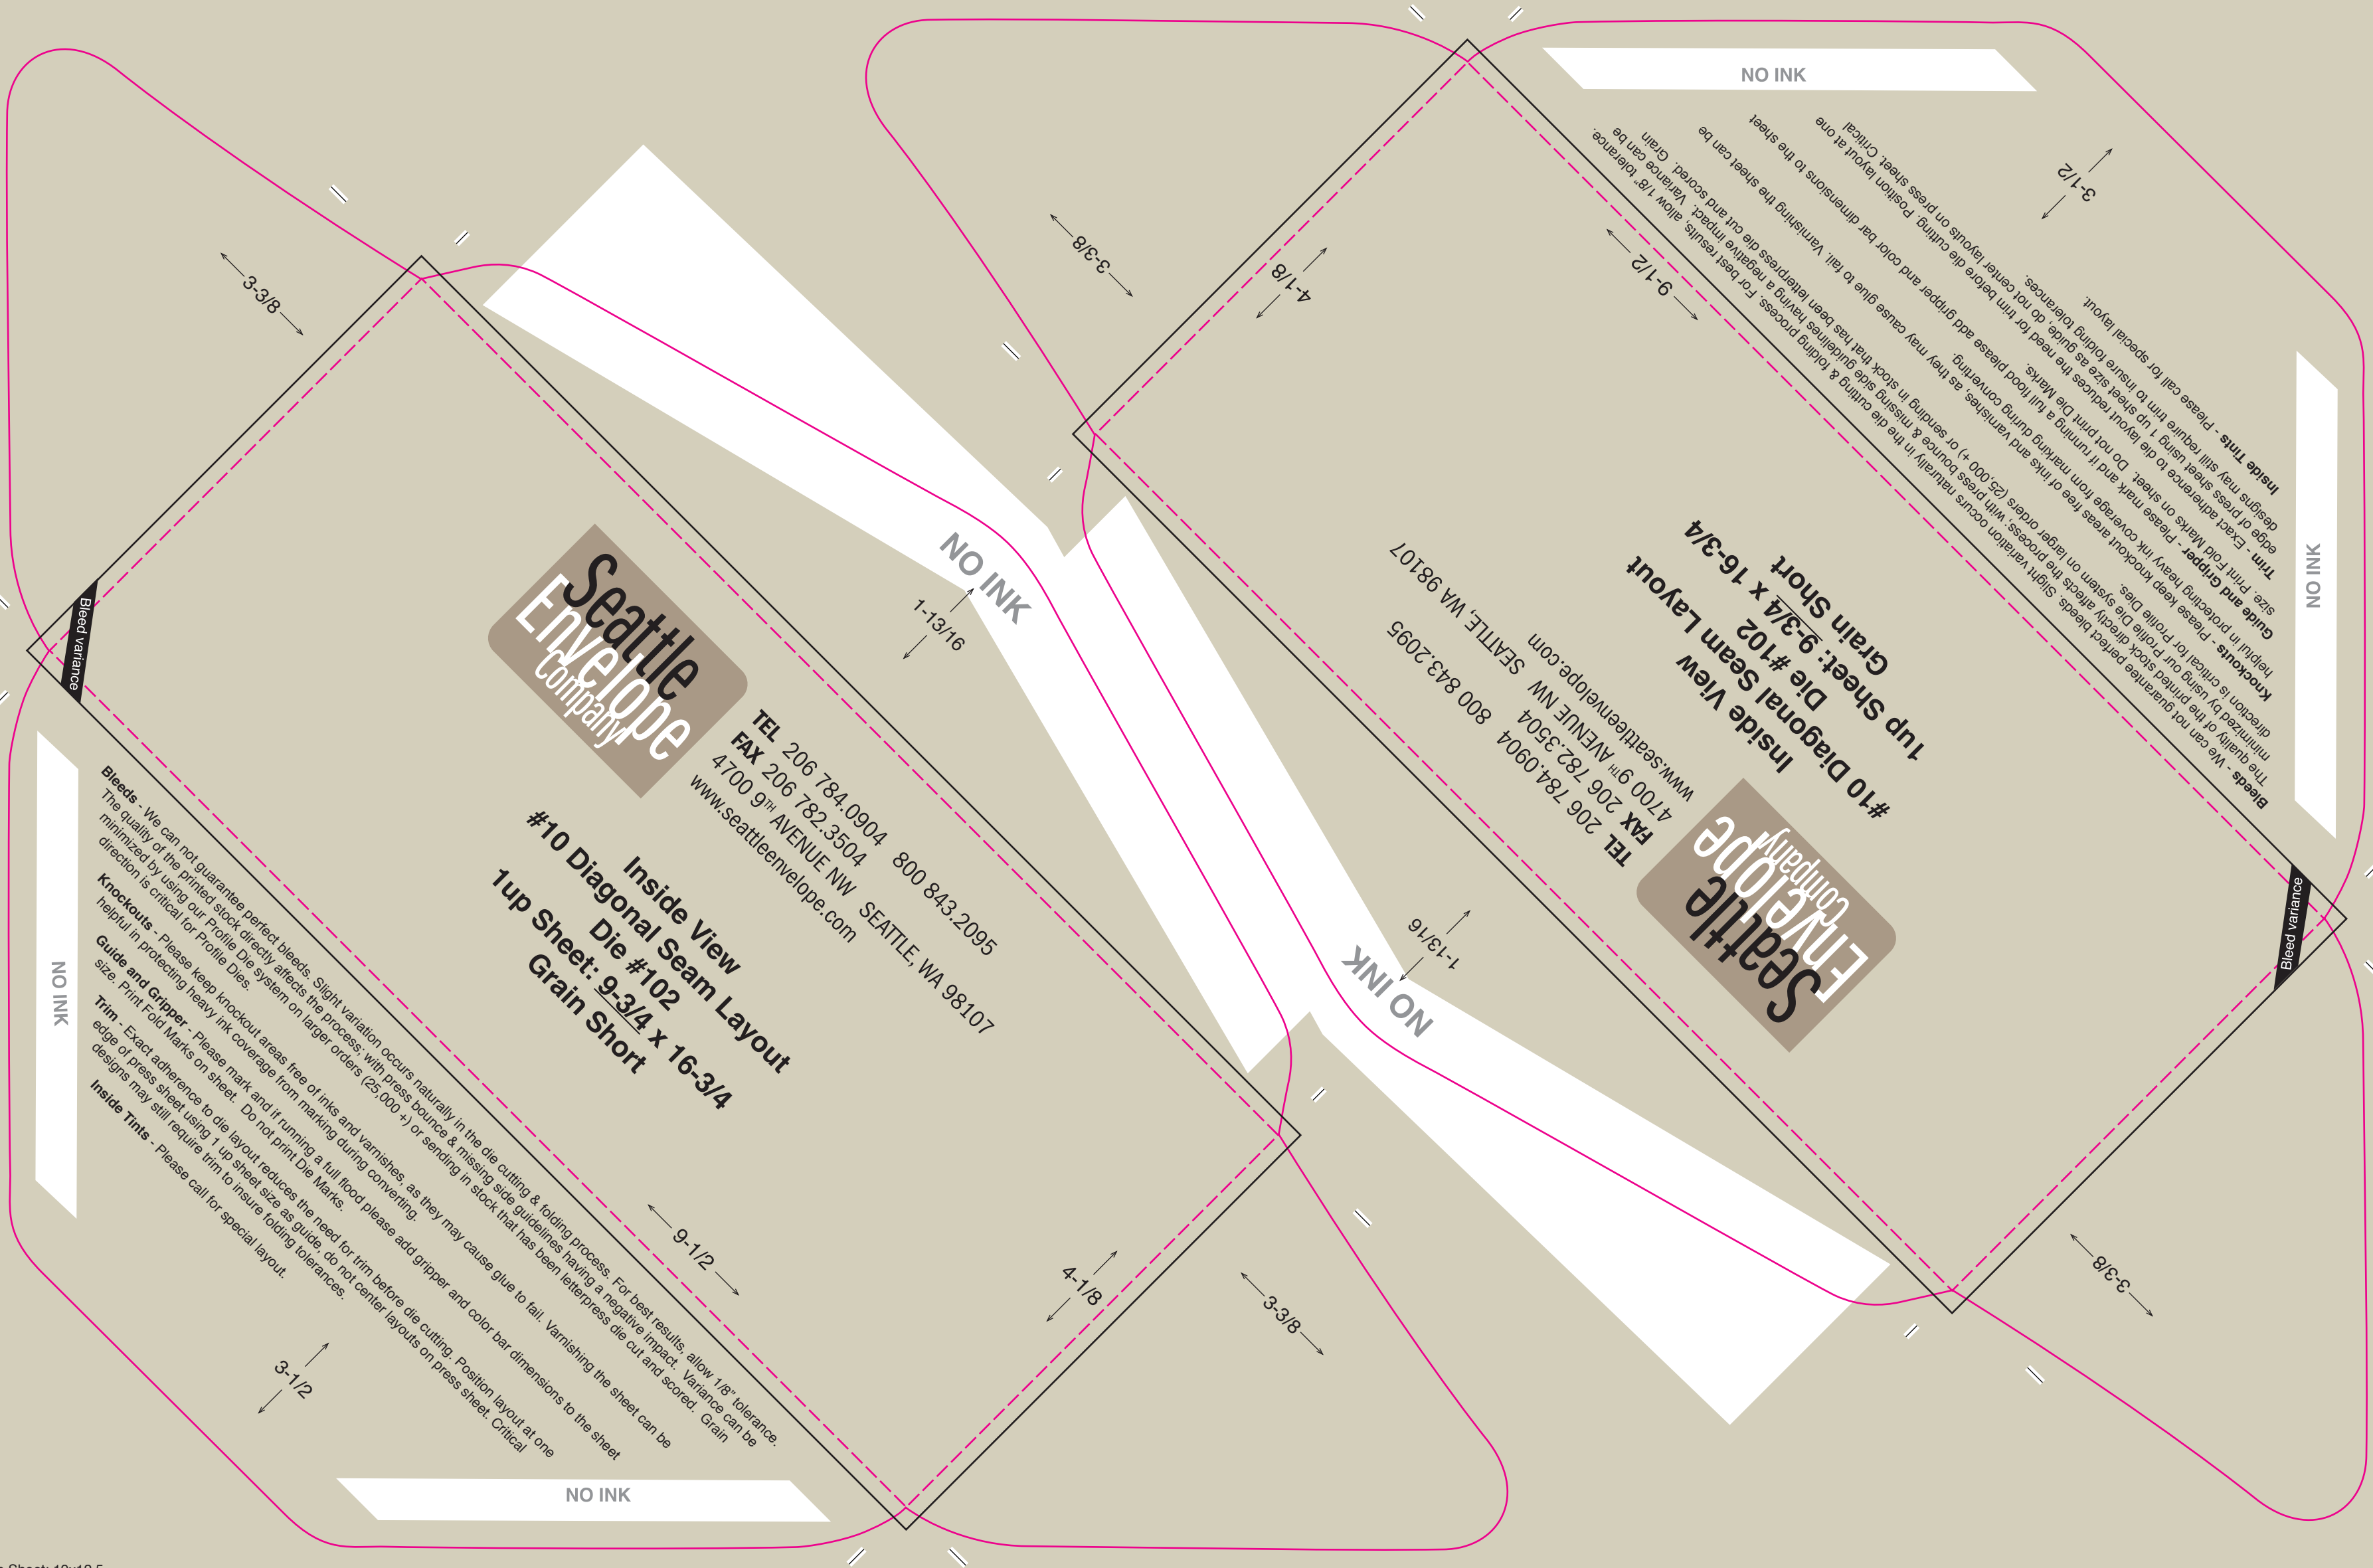 3-3/8
Bleed variance
NO INK
1-13/16
Seattle
Envelope
Company
TEL 206 784.0904 800 843.2095
FAX 206 782.3504
4700 9TH AVENUE NW SEATTLE, WA 98107
www.seattleenvelope.com
Inside View
#10 Diagonal Seam Layout
Die #102
1up Sheet: 9-3/4 x 16-3/4
Grain Short
NO INK
Bleeds - We can not guarantee perfect bleeds. Slight variation occurs naturally in the die cutting & folding process. For best results, allow 1/8" tolerance.
The quality of the printed stock directly affects the process; with press bounce & missing side guidelines having a negative impact. Variance can be
minimized by using our Profile Die system on larger orders (25,000 +) or sending in stock that has been letterpress die cut and scored. Grain
direction is critical for Profile Dies.
Knockouts - Please keep knockout areas free of inks and varnishes, as they may cause glue to fail. Varnishing the sheet can be
helpful in protecting heavy ink coverage from marking during converting.
Guide and Gripper - Please mark and if running a full flood please add gripper and color bar dimensions to the sheet
size. Print Fold Marks on sheet. Do not print Die Marks.
Trim - Exact adherence to die layout reduces the need for trim before die cutting. Position layout at one
edge of press sheet using 1 up sheet size as guide, do not center layouts on press sheet. Critical
designs may still require trim to insure folding tolerances.
Inside Tints - Please call for special layout.
9-1/2
4-1/8
3-3/8
3-1/2
NO INK
NO INK
3-1/2
3-3/8
4-1/8
9-1/2
Bleeds - We can not guarantee perfect bleeds. Slight variation occurs naturally in the die cutting & folding process. For best results, allow 1/8" tolerance.
The quality of the printed stock directly affects the process; with press bounce & missing side guidelines having a negative impact. Variance can be
minimized by using our Profile Die system on larger orders (25,000 +) or sending in stock that has been letterpress die cut and scored. Grain
direction is critical for Profile Dies.
Knockouts - Please keep knockout areas free of inks and varnishes, as they may cause glue to fail. Varnishing the sheet can be
helpful in protecting heavy ink coverage from marking during converting.
Guide and Gripper - Please mark and if running a full flood please add gripper and color bar dimensions to the sheet
size. Print Fold Marks on sheet. Do not print Die Marks.
Trim - Exact adherence to die layout reduces the need for trim before die cutting. Position layout at one
edge of press sheet using 1 up sheet size as guide, do not center layouts on press sheet. Critical
designs may still require trim to insure folding tolerances.
Inside Tints - Please call for special layout.
NO INK
Inside View
#10 Diagonal Seam Layout
Die #102
1up Sheet: 9-3/4 x 16-3/4
Grain Short
TEL 206 784.0904 800 843.2095
FAX 206 782.3504
4700 9TH AVENUE NW SEATTLE, WA 98107
www.seattleenvelope.com
Seattle
Envelope
Company
Bleed variance
1-13/16
NO INK
3-3/8